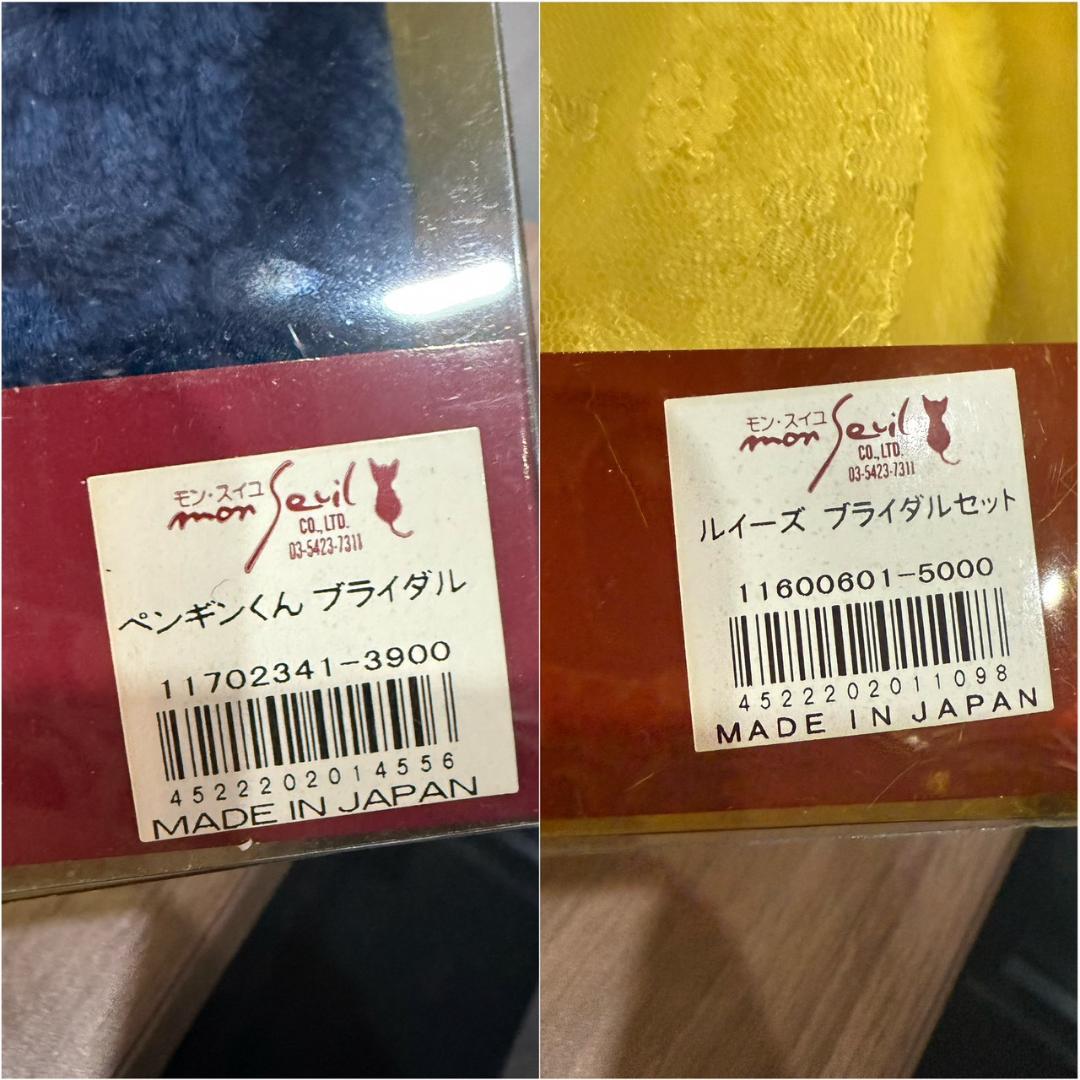 モン・スイユ
mon Seuil
CO., LTD.
03-5423-7311
ペンギンくん ブライダル
11702341-3900
4522202014556
MADE IN JAPAN
モン・スイユ
mon Seuil
CO., LTD.
03-5423-7311
ルイーズ ブライダルセット
11600601-5000
4522202011098
MADE IN JAPAN